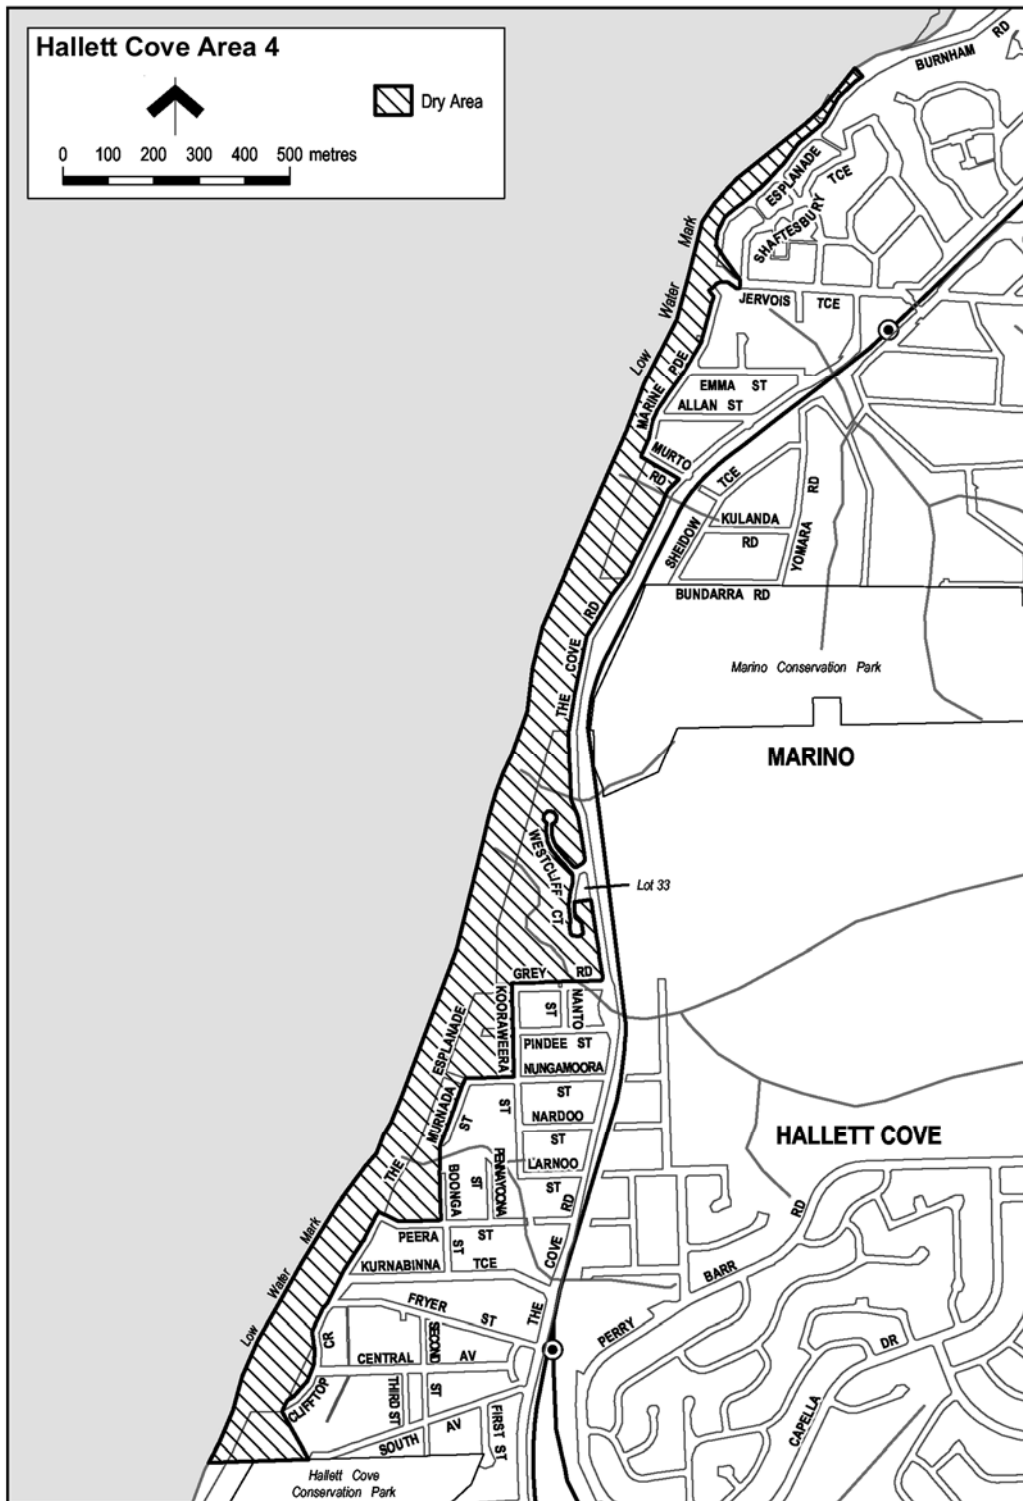 Hallett Cove Area 4
Dry Area
0 100 200 300 400 500 metres
BURNHAM RD
ESPLANADE
TCE
SHAFTESBURY
Low Water Mark
JERVOIS TCE
MARINE PDE
EMMA ST
ALLAN ST
MURTO
RD
TCE
SHEIDOW
KULANDA
RD
YOMARA RD
BUNDARRA RD
THE COVE RD
Marino Conservation Park
MARINO
WESTCLIFF CT
Lot 33
GREY RD
KOORAWEERA
ST
NANTO
ST
PINDEE ST
NUNGAMOORA
ST
ESPLANADE
MURNADA
ST
NARDOO
ST
LARNOO
ST
THE
BOONGA
ST
PENNAYOONA
ST
HALLETT COVE
PEERA
ST
KURNABINNA
TCE
THE COVE RD
Low Water Mark
FRYER
ST
BARR
RD
PERRY
CR
CLIFFTOP
CENTRAL
AV
SECOND
ST
THIRD ST
SOUTH
AV
FIRST ST
CAPELLA
DR
Hallett Cove
Conservation Park